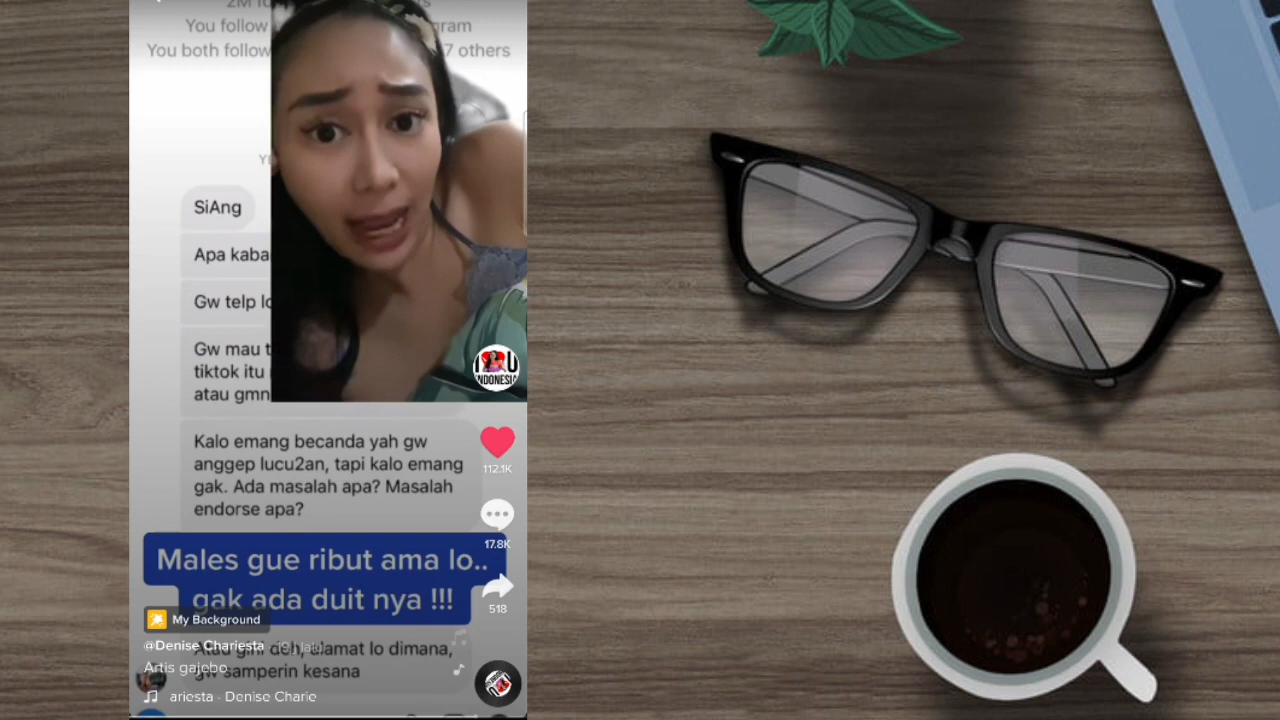 You follow
You both follow
7 others
SiAng
Apa kaba
Gw telp lo
Gw mau t
tiktok itu
atau gmn
Kalo emang becanda yah gw
anggep lucu2an, tapi kalo emang
gak. Ada masalah apa? Masalah
endorse apa?
Males gue ribut ama lo..
gak ada duit nya !!!
My Background
@Denise Chariesta
Atau gini deh, alamat lo dimana,
gw samperin kesana
Artis gajebo
ariesta - Denise Charie
INDONESIA
112.1K
17.8K
518